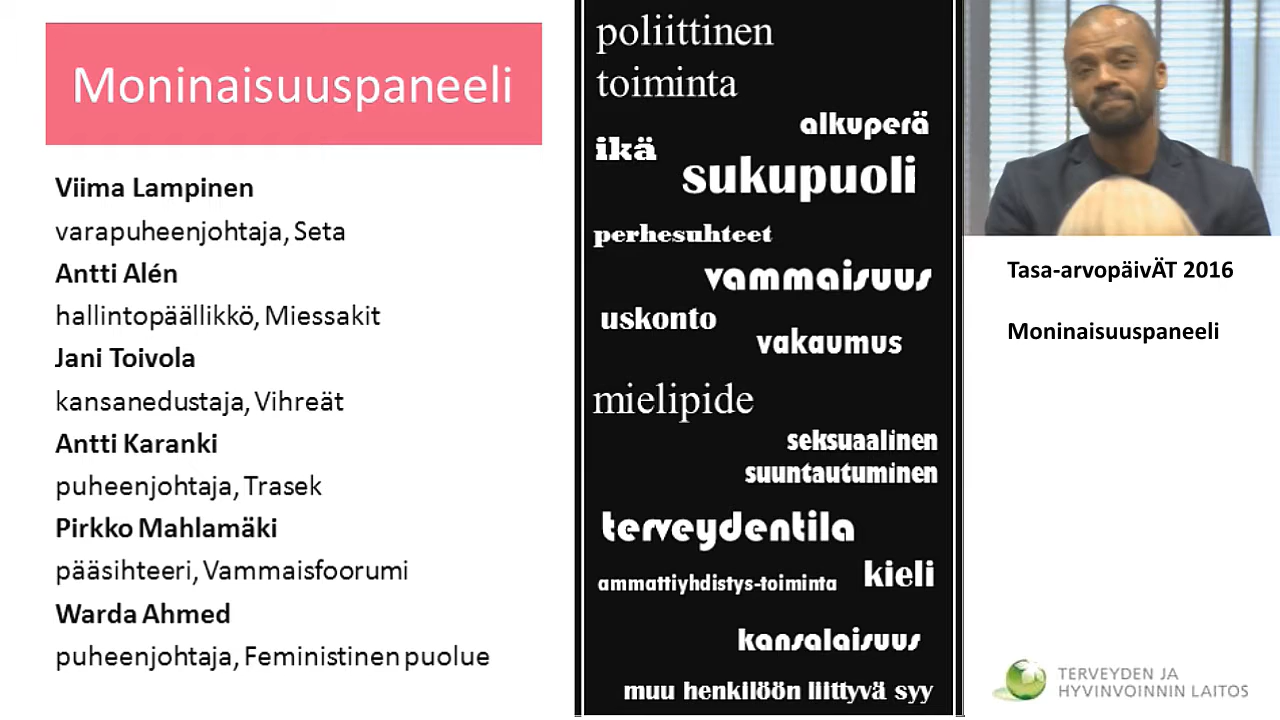 Moninaisuuspaneeli
Viima Lampinen
varapuheenjohtaja, Seta
Antti Alén
hallintopäällikkö, Miessakit
Jani Toivola
kansanedustaja, Vihreät
Antti Karanki
puheenjohtaja, Trasek
Pirkko Mahlamäki
pääsihteeri, Vammaisfoorumi
Warda Ahmed
puheenjohtaja, Feministinen puolue
poliittinen
toiminta
alkuperä
ikä
sukupuoli
perhesuhteet
vammaisuus
uskonto
vakaumus
mielipide
seksuaalinen
suuntautuminen
terveydentila
kieli
ammattiyhdistys-toiminta
kansalaisuus
muu henkilöön liittyvä syy
Tasa-arvopäivÄT 2016
Moninaisuuspaneeli
TERVEYDEN JA
HYVINVOINNIN LAITOS